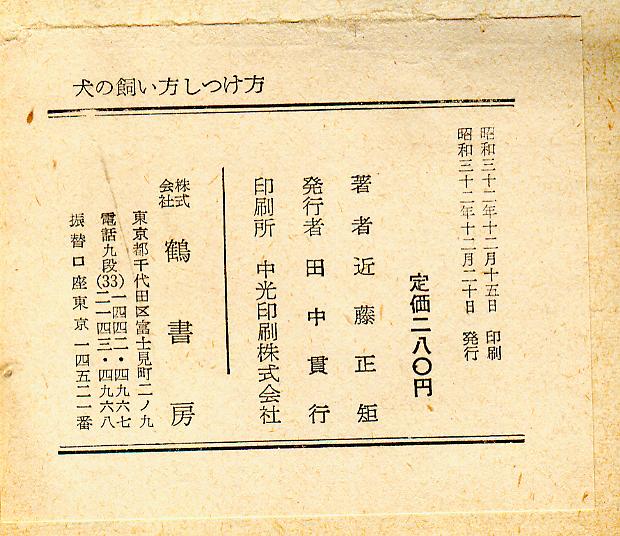 犬の飼い方しつけ方
昭和三十二年十二月十五日 印刷
昭和三十二年十二月二十日 発行
定価二八〇円
著者 近藤正矩
発行者 田中貫行
印刷所 中光印刷株式会社
株式会社 鶴書房
東京都千代田区富士見町二ノ九
電話九段(33)一四四二・四九六七
二一四三・四九六八
振替口座東京一四五二一番